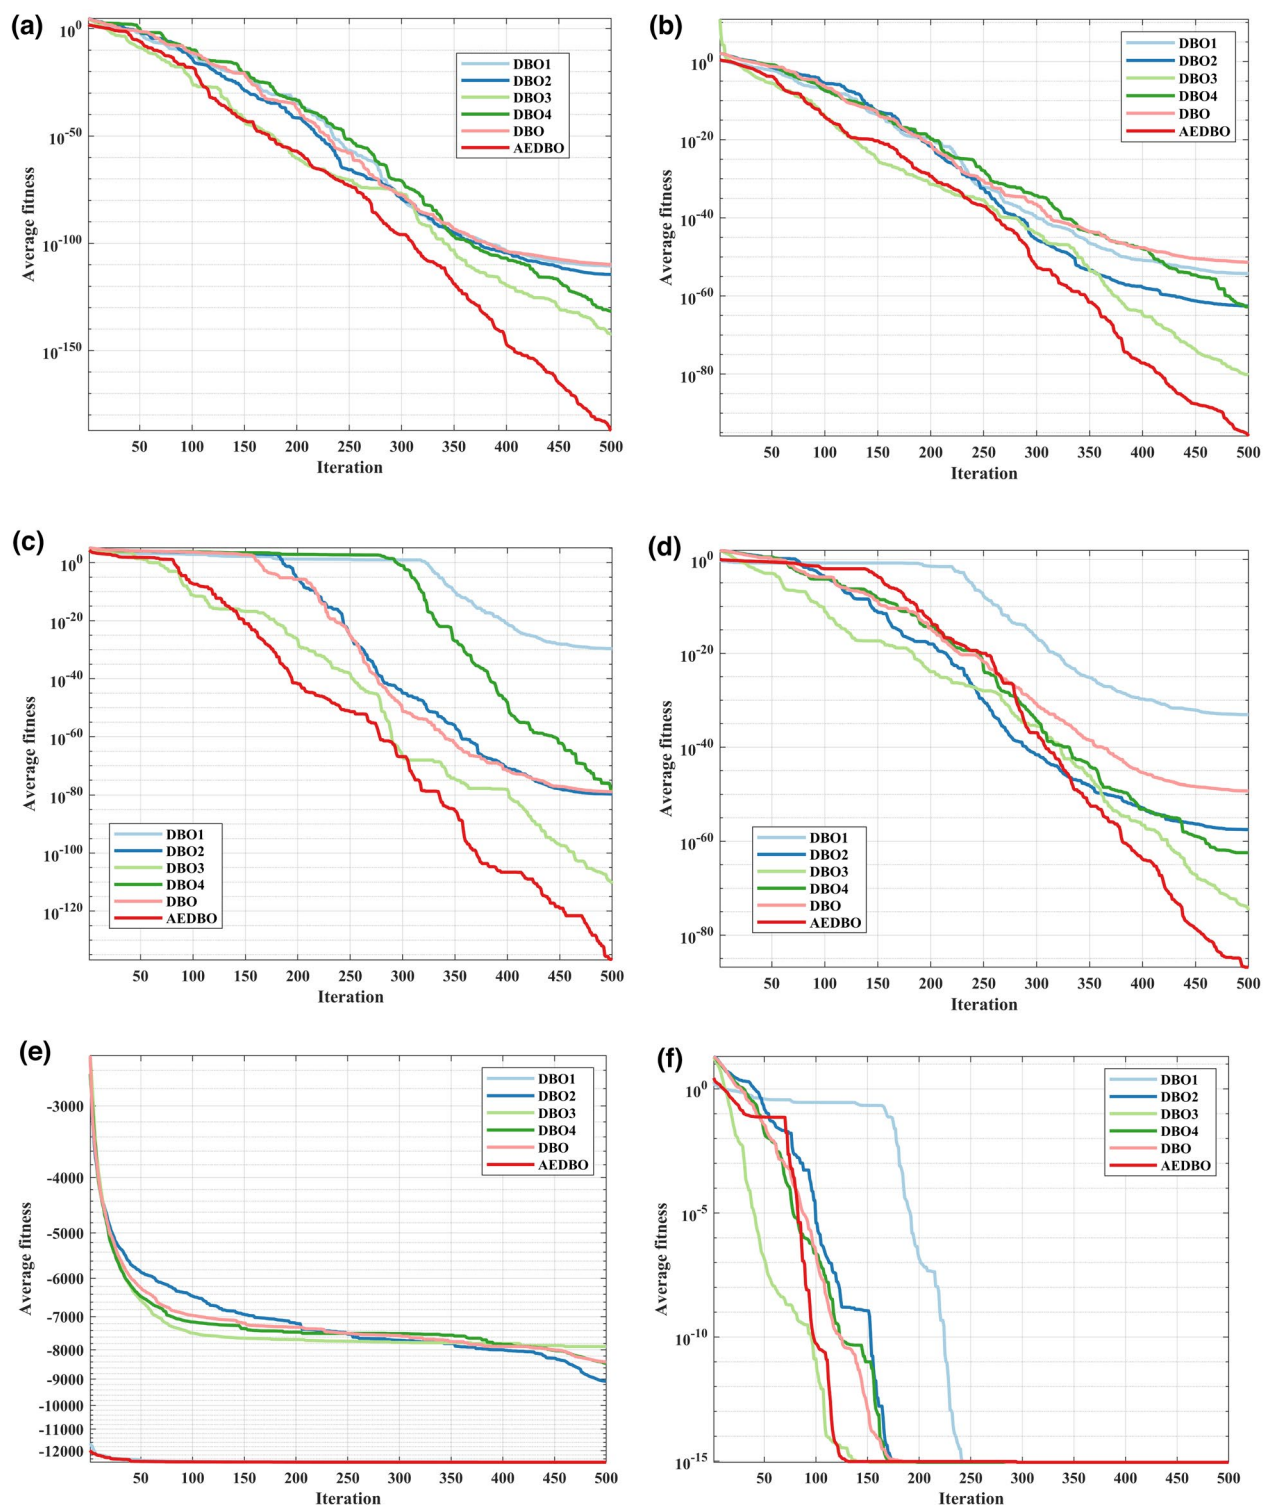 (a)
10^0
10^-50
10^-100
10^-150
Average fitness
DBO1
DBO2
DBO3
DBO4
DBO
AEDBO
50 100 150 200 250 300 350 400 450 500
Iteration
(b)
10^0
10^-20
10^-40
10^-60
10^-80
Average fitness
DBO1
DBO2
DBO3
DBO4
DBO
AEDBO
50 100 150 200 250 300 350 400 450 500
Iteration
(c)
10^0
10^-20
10^-40
10^-60
10^-80
10^-100
10^-120
Average fitness
DBO1
DBO2
DBO3
DBO4
DBO
AEDBO
50 100 150 200 250 300 350 400 450 500
Iteration
(d)
10^0
10^-20
10^-40
10^-60
10^-80
Average fitness
DBO1
DBO2
DBO3
DBO4
DBO
AEDBO
50 100 150 200 250 300 350 400 450 500
Iteration
(e)
-3000
-4000
-5000
-6000
-7000
-8000
-9000
-10000
-11000
-12000
Average fitness
DBO1
DBO2
DBO3
DBO4
DBO
AEDBO
50 100 150 200 250 300 350 400 450 500
Iteration
(f)
10^0
10^-5
10^-10
10^-15
Average fitness
DBO1
DBO2
DBO3
DBO4
DBO
AEDBO
50 100 150 200 250 300 350 400 450 500
Iteration